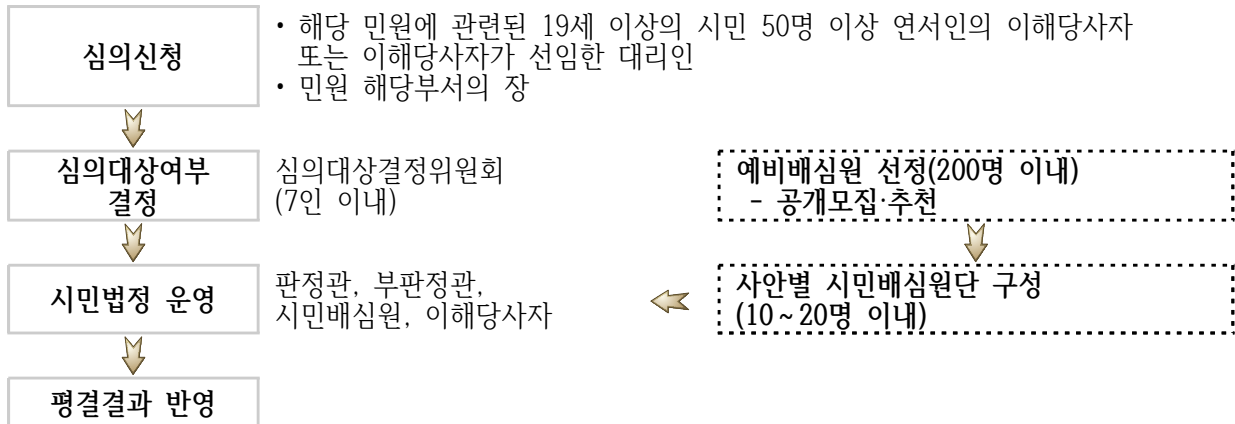 심의신청
• 해당 민원에 관련된 19세 이상의 시민 50명 이상 연서인의 이해당사자
또는 이해당사자가 선임한 대리인
• 민원 해당부서의 장
심의대상여부
결정
심의대상결정위원회
(7인 이내)
예비배심원 선정(200명 이내)
- 공개모집·추천
시민법정 운영
판정관, 부판정관,
시민배심원, 이해당사자
사안별 시민배심원단 구성
(10~20명 이내)
평결결과 반영